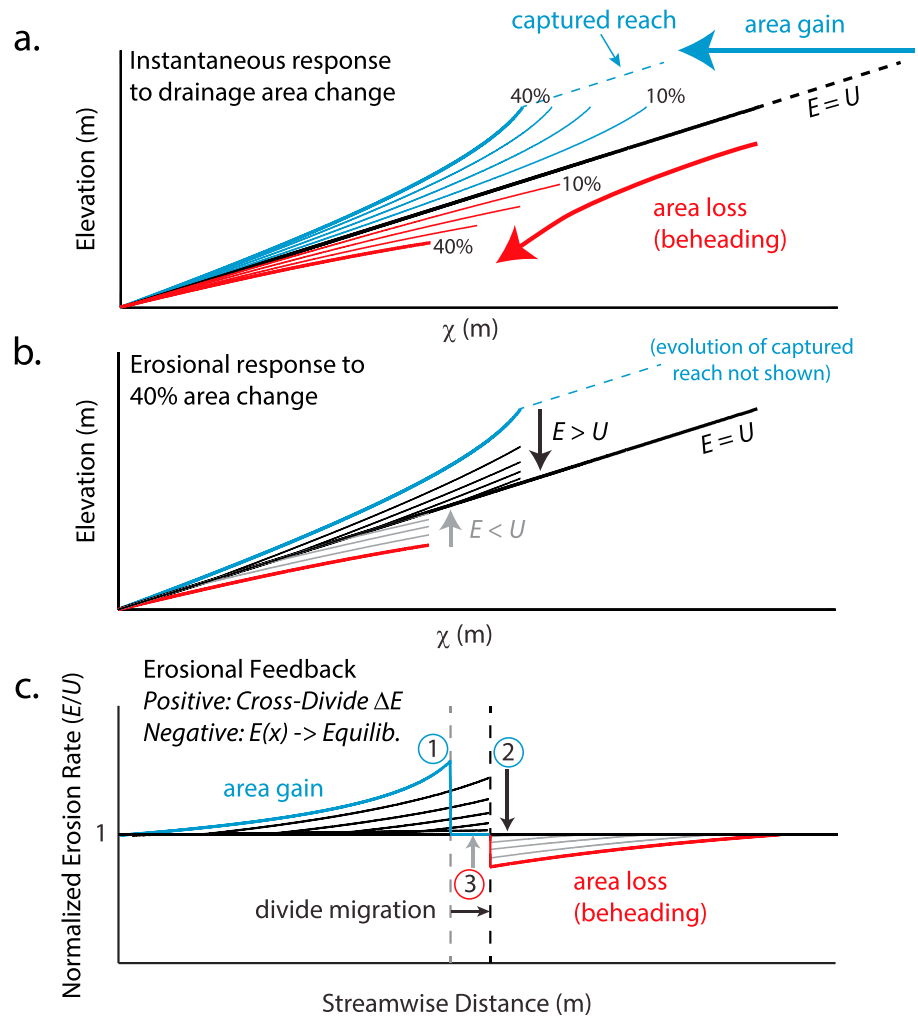 a.
Instantaneous response
to drainage area change
captured reach
area gain
40%
10%
E = U
10%
40%
area loss
(beheading)
Elevation (m)
χ (m)
b.
Erosional response to
40% area change
(evolution of captured
reach not shown)
E > U
E = U
E < U
Elevation (m)
χ (m)
c.
Erosional Feedback
Positive: Cross-Divide ΔE
Negative: E(x) -> Equilib.
1
2
area gain
1
3
divide migration
area loss
(beheading)
Normalized Erosion Rate (E/U)
Streamwise Distance (m)